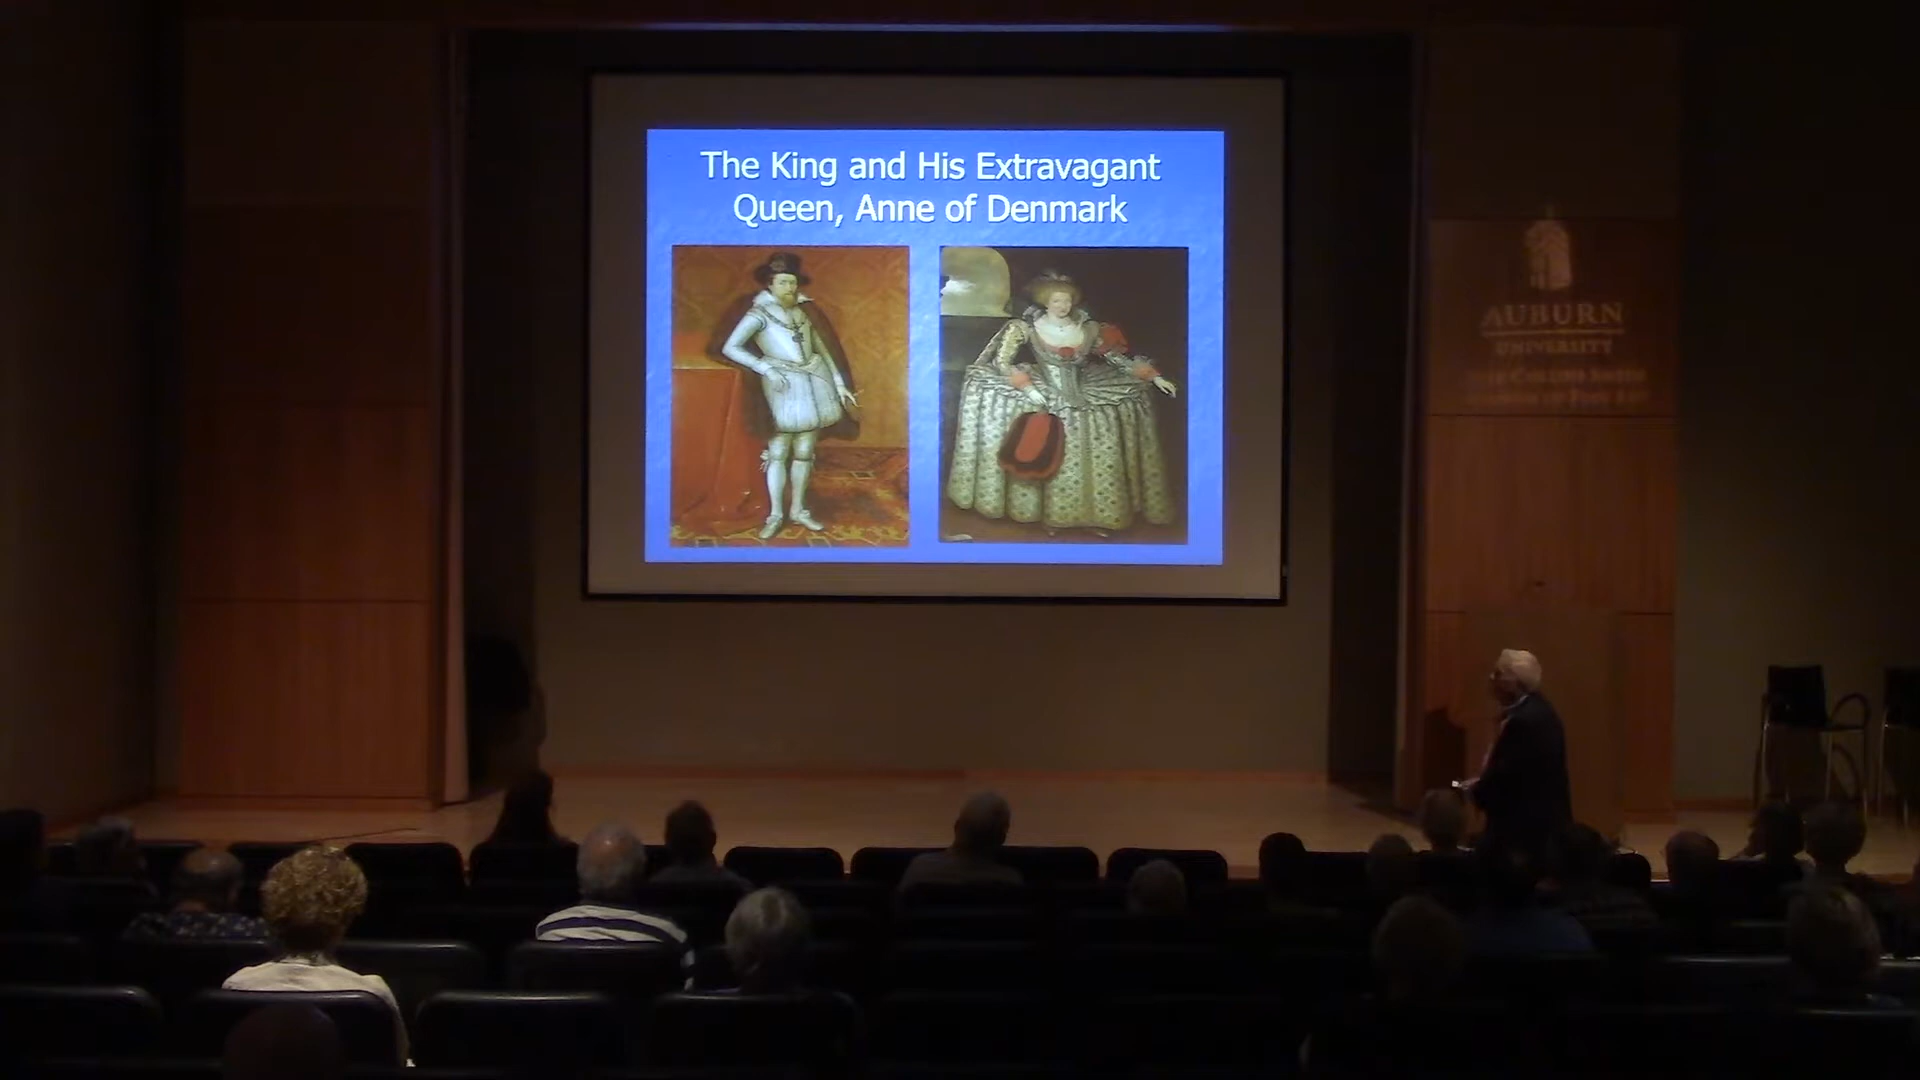 The King and His Extravagant
Queen, Anne of Denmark
AUBURN
UNIVERSITY